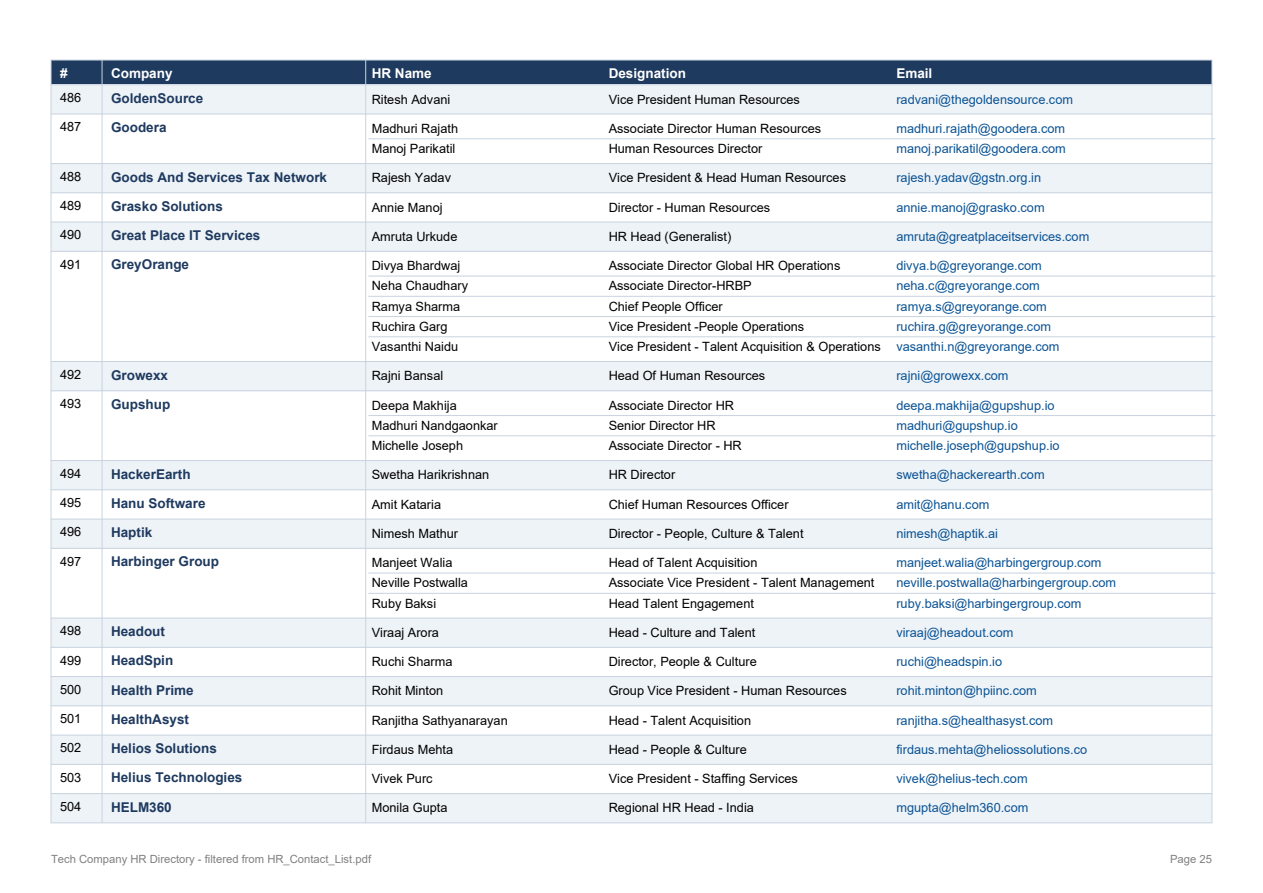 # Company HR Name Designation Email
486 GoldenSource Ritesh Advani Vice President Human Resources radvani@thegoldensource.com
487 Goodera Madhuri Rajath Associate Director Human Resources madhuri.rajath@goodera.com
Manoj Parikatil Human Resources Director manoj.parikatil@goodera.com
488 Goods And Services Tax Network Rajesh Yadav Vice President & Head Human Resources rajesh.yadav@gstn.org.in
489 Grasko Solutions Annie Manoj Director - Human Resources annie.manoj@grasko.com
490 Great Place IT Services Amruta Urkude HR Head (Generalist) amruta@greatplaceitservices.com
491 GreyOrange Divya Bhardwaj Associate Director Global HR Operations divya.b@greyorange.com
Neha Chaudhary Associate Director-HRBP neha.c@greyorange.com
Ramya Sharma Chief People Officer ramya.s@greyorange.com
Ruchira Garg Vice President -People Operations ruchira.g@greyorange.com
Vasanthi Naidu Vice President - Talent Acquisition & Operations vasanthi.n@greyorange.com
492 Growexx Rajni Bansal Head Of Human Resources rajni@growexx.com
493 Gupshup Deepa Makhija Associate Director HR deepa.makhija@gupshup.io
Madhuri Nandgaonkar Senior Director HR madhuri@gupshup.io
Michelle Joseph Associate Director - HR michelle.joseph@gupshup.io
494 HackerEarth Swetha Harikrishnan HR Director swetha@hackerearth.com
495 Hanu Software Amit Kataria Chief Human Resources Officer amit@hanu.com
496 Haptik Nimesh Mathur Director - People, Culture & Talent nimesh@haptik.ai
497 Harbinger Group Manjeet Walia Head of Talent Acquisition manjeet.walia@harbingergroup.com
Neville Postwalla Associate Vice President - Talent Management neville.postwalla@harbingergroup.com
Ruby Baksi Head Talent Engagement ruby.baksi@harbingergroup.com
498 Headout Viraaj Arora Head - Culture and Talent viraaj@headout.com
499 HeadSpin Ruchi Sharma Director, People & Culture ruchi@headspin.io
500 Health Prime Rohit Minton Group Vice President - Human Resources rohit.minton@hpiinc.com
501 HealthAsyst Ranjitha Sathyanarayan Head - Talent Acquisition ranjitha.s@healthasyst.com
502 Helios Solutions Firdaus Mehta Head - People & Culture firdaus.mehta@heliossolutions.co
503 Helius Technologies Vivek Purc Vice President - Staffing Services vivek@helius-tech.com
504 HELM360 Monila Gupta Regional HR Head - India mgupta@helm360.com
Tech Company HR Directory - filtered from HR_Contact_List.pdf Page 25